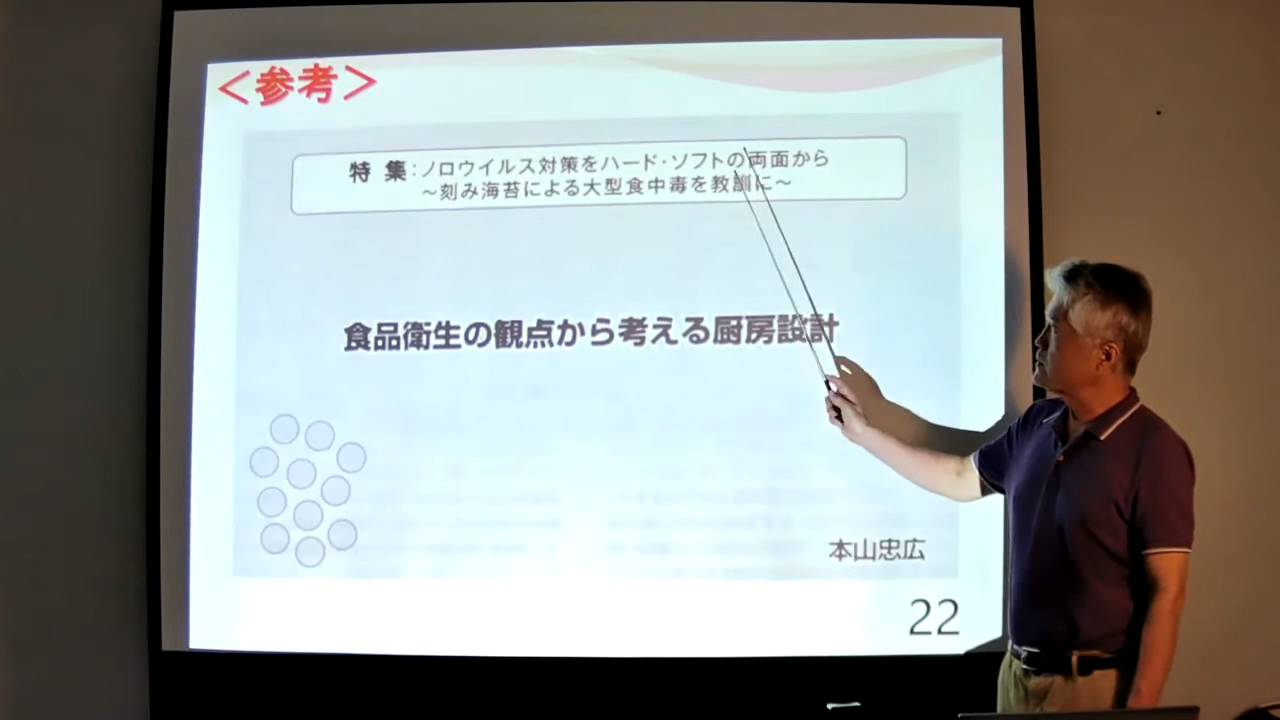 <参考>
特 集:ノロウイルス対策をハード・ソフトの両面から
~刻み海苔による大型食中毒を教訓に~
食品衛生の観点から考える厨房設計
本山忠広
22